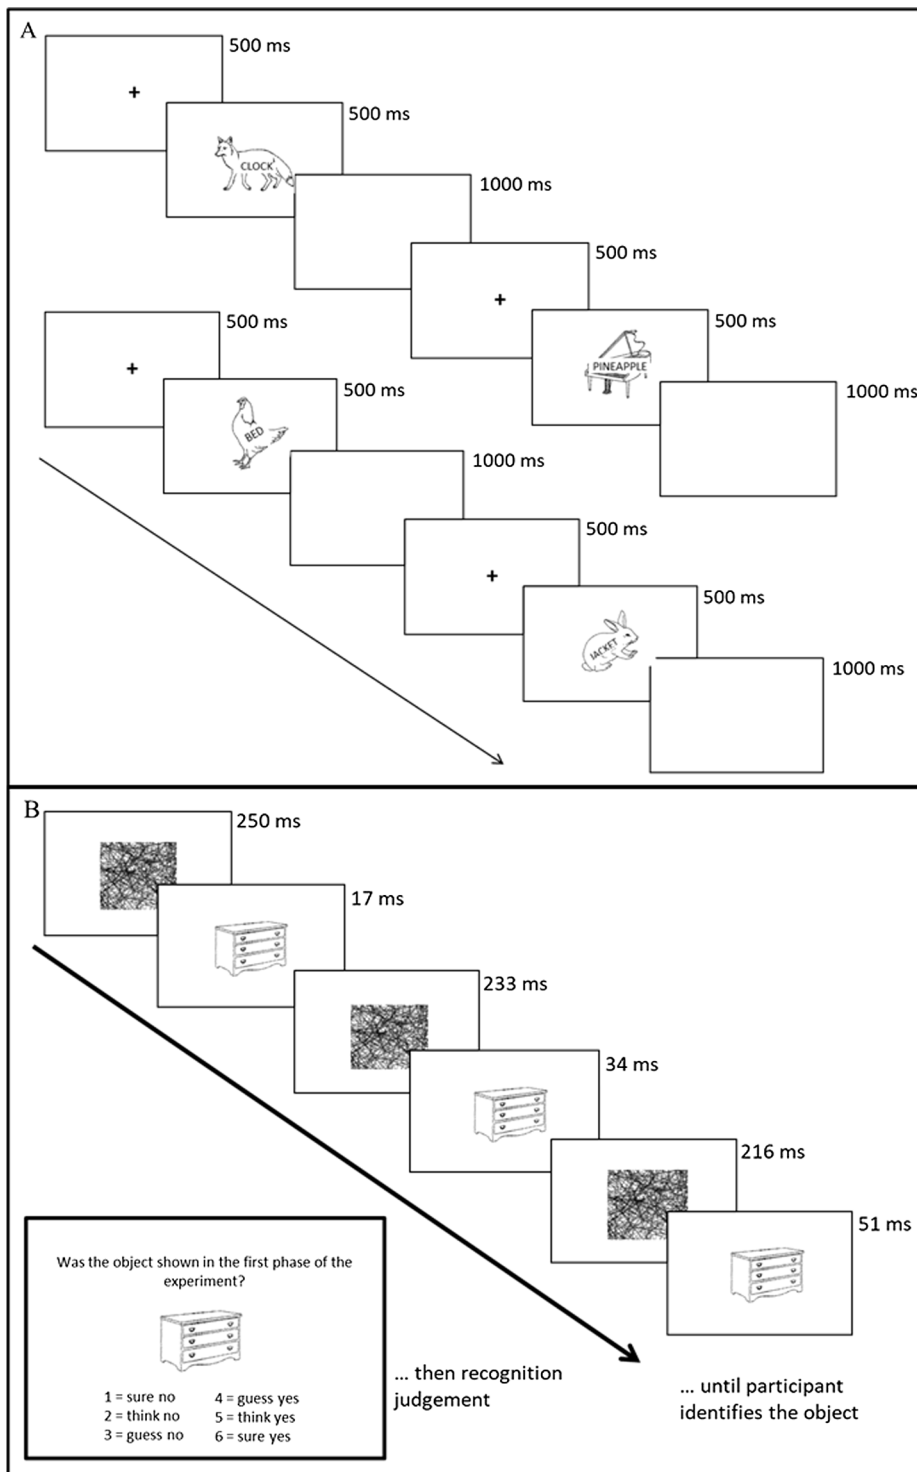 A
500 ms
+
500 ms
CLOCK
1000 ms
500 ms
+
500 ms
PINEAPPLE
1000 ms
500 ms
+
500 ms
BED
1000 ms
500 ms
+
500 ms
JACKET
1000 ms
B
250 ms
17 ms
233 ms
34 ms
216 ms
51 ms
... until participant
identifies the object
... then recognition
judgement
Was the object shown in the first phase of the
experiment?
1 = sure no 4 = guess yes
2 = think no 5 = think yes
3 = guess no 6 = sure yes